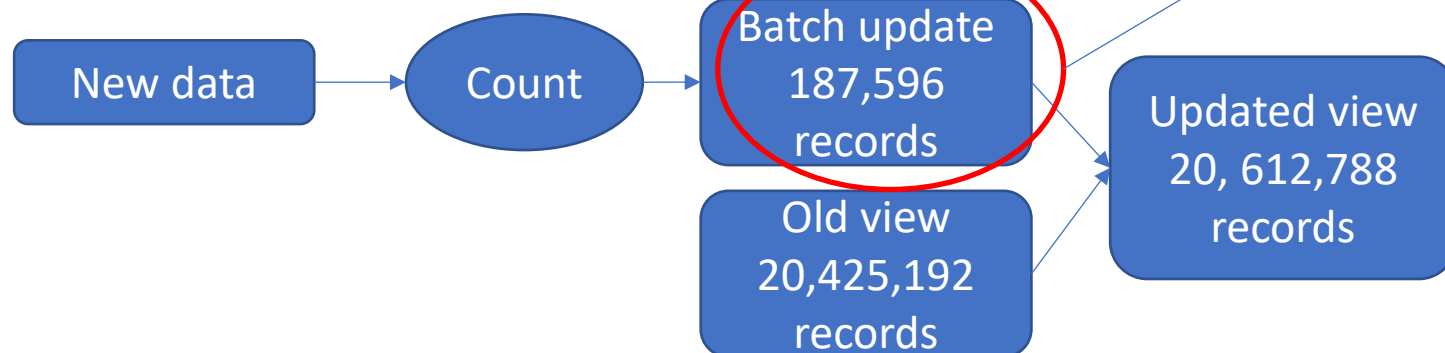 New data
Count
Batch update
187,596
records
Old view
20,425,192
records
Updated view
20, 612,788
records